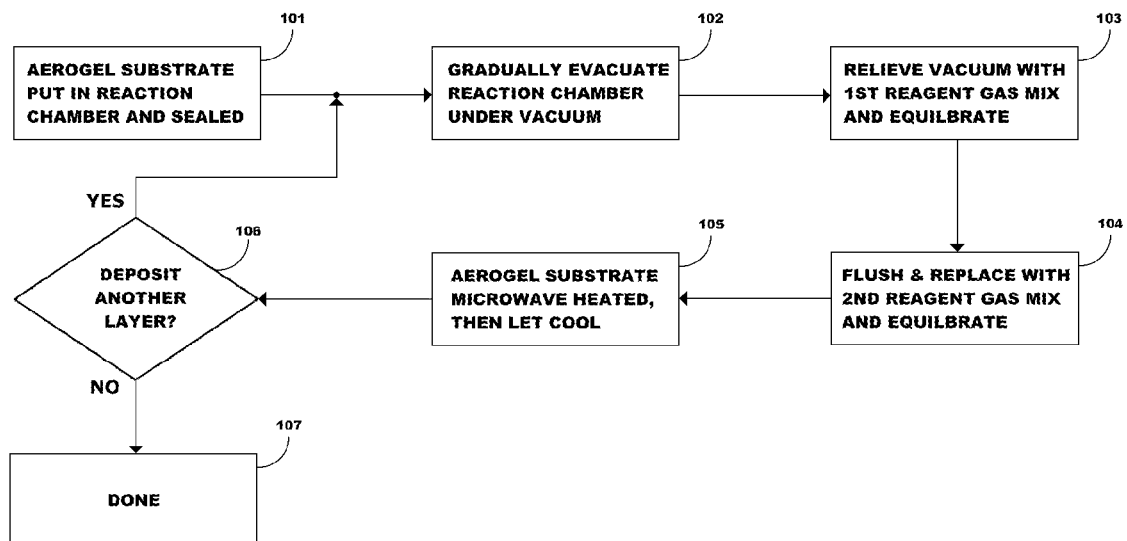 101
AEROGEL SUBSTRATE
PUT IN REACTION
CHAMBER AND SEALED
102
GRADUALLY EVACUATE
REACTION CHAMBER
UNDER VACUUM
103
RELIEVE VACUUM WITH
1ST REAGENT GAS MIX
AND EQUILBRATE
104
FLUSH & REPLACE WITH
2ND REAGENT GAS MIX
AND EQUILBRATE
105
AEROGEL SUBSTRATE
MICROWAVE HEATED,
THEN LET COOL
106
DEPOSIT
ANOTHER
LAYER?
YES
NO
107
DONE